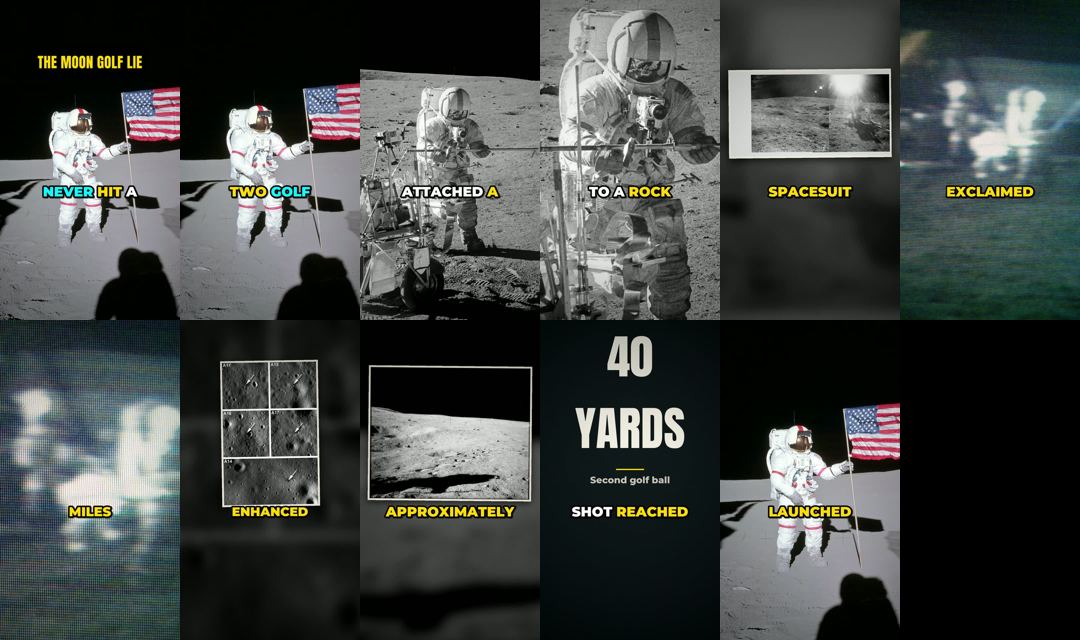 THE MOON GOLF LIE
NEVER HIT A
TWO GOLF
ATTACHED A
TO A ROCK
SPACESUIT
EXCLAIMED
MILES
ENHANCED
APPROXIMATELY
40
YARDS
Second golf ball
SHOT REACHED
LAUNCHED